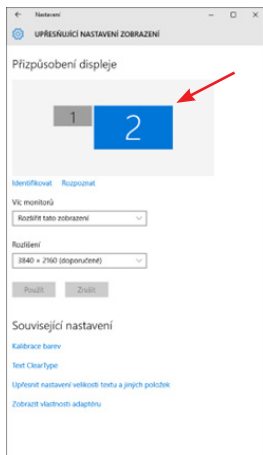 Nastavení
UPŘESŇUJÍCÍ NASTAVENÍ ZOBRAZENÍ
Přizpůsobení displeje
1
2
Identifikovat Rozpoznat
Víc monitorů
Rozšířit tato zobrazení
Rozlišení
3840 × 2160 (doporučené)
Použít Zrušit
Související nastavení
Kalibrace barev
Text ClearType
Upřesnit nastavení velikosti textu a jiných položek
Zobrazit vlastnosti adaptéru